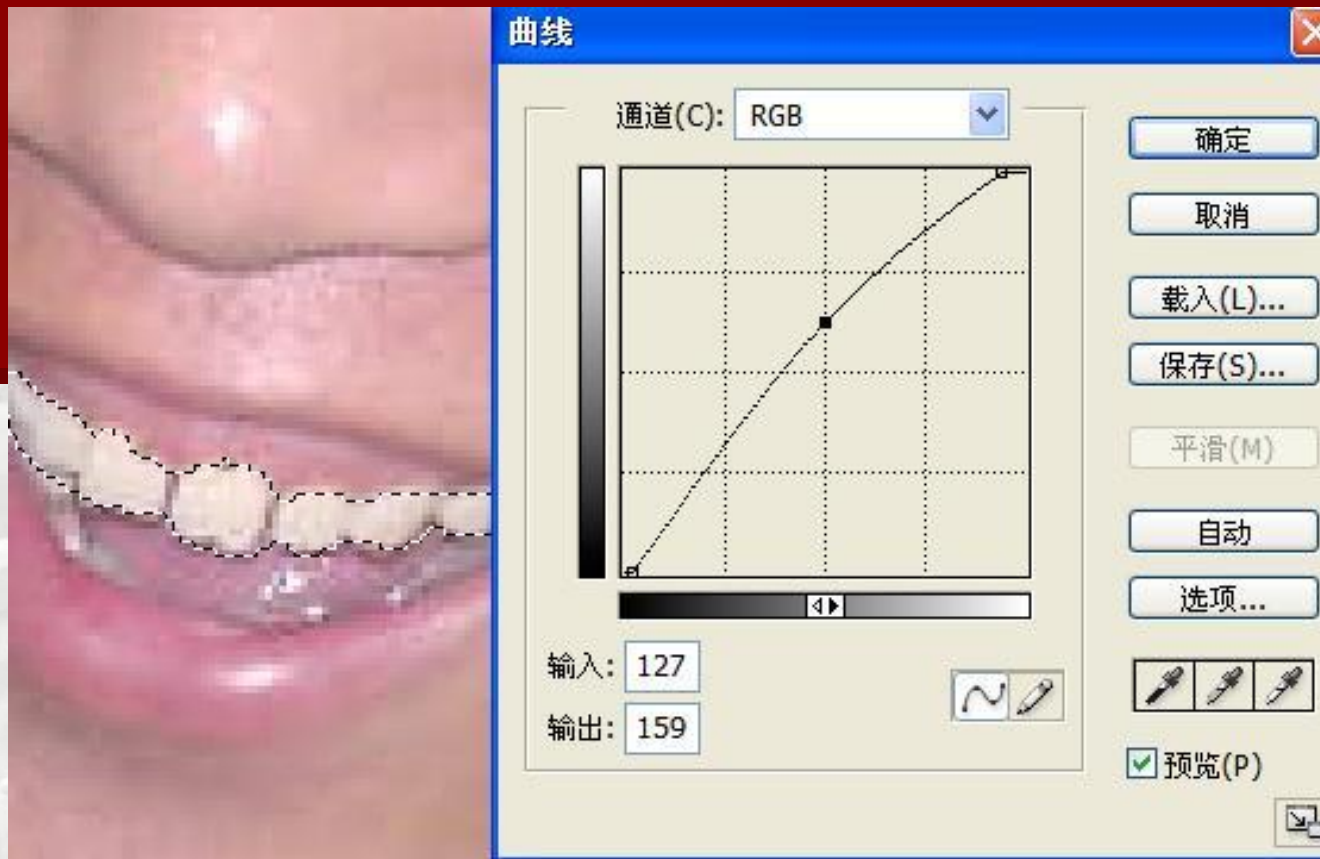 曲线
通道(C): RGB
确定
取消
载入(L)...
保存(S)...
平滑(M)
自动
选项...
输入: 127
输出: 159
预览(P)